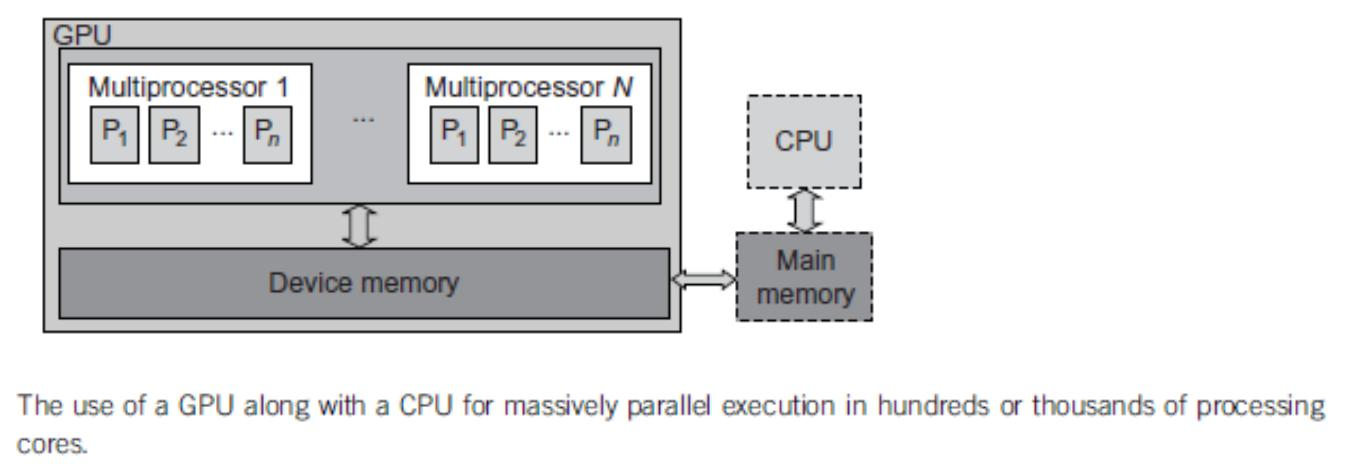 GPU
Multiprocessor 1
P1 P2 ... Pn
...
Multiprocessor N
P1 P2 ... Pn
CPU
Device memory
Main
memory
The use of a GPU along with a CPU for massively parallel execution in hundreds or thousands of processing
cores.